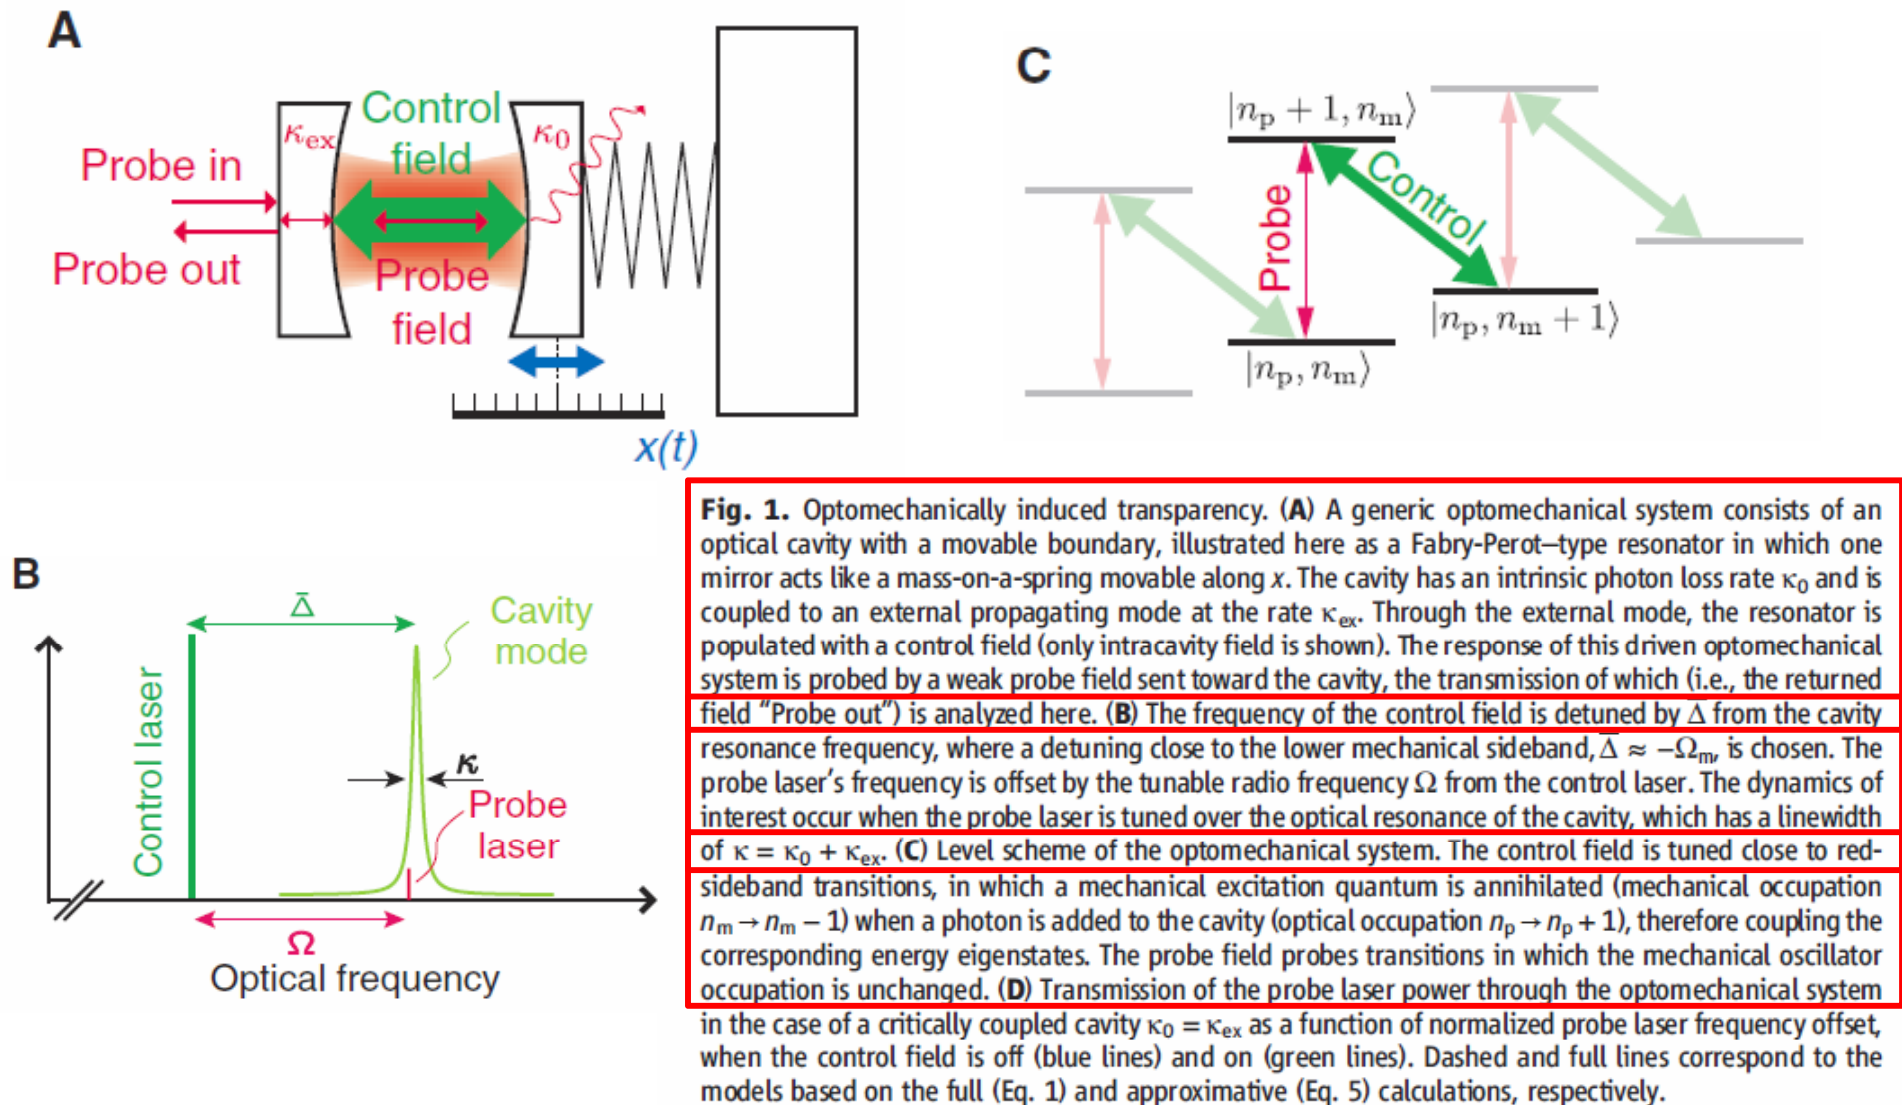 A
κex
Control
field
κ0
Probe in
Probe out
Probe
field
x(t)
C
|np + 1, nm⟩
Control
Probe
|np, nm + 1⟩
|np, nm⟩
B
Δ̄
Cavity
mode
Control laser
κ
Probe
laser
Ω
Optical frequency
Fig. 1. Optomechanically induced transparency. (A) A generic optomechanical system consists of an
optical cavity with a movable boundary, illustrated here as a Fabry-Perot–type resonator in which one
mirror acts like a mass-on-a-spring movable along x. The cavity has an intrinsic photon loss rate κ0 and is
coupled to an external propagating mode at the rate κex. Through the external mode, the resonator is
populated with a control field (only intracavity field is shown). The response of this driven optomechanical
system is probed by a weak probe field sent toward the cavity, the transmission of which (i.e., the returned
field “Probe out”) is analyzed here. (B) The frequency of the control field is detuned by Δ̄ from the cavity
resonance frequency, where a detuning close to the lower mechanical sideband, Δ̄ ≈ −Ωm, is chosen. The
probe laser's frequency is offset by the tunable radio frequency Ω from the control laser. The dynamics of
interest occur when the probe laser is tuned over the optical resonance of the cavity, which has a linewidth
of κ = κ0 + κex. (C) Level scheme of the optomechanical system. The control field is tuned close to red-
sideband transitions, in which a mechanical excitation quantum is annihilated (mechanical occupation
nm → nm − 1) when a photon is added to the cavity (optical occupation np → np + 1), therefore coupling the
corresponding energy eigenstates. The probe field probes transitions in which the mechanical oscillator
occupation is unchanged. (D) Transmission of the probe laser power through the optomechanical system
in the case of a critically coupled cavity κ0 = κex as a function of normalized probe laser frequency offset,
when the control field is off (blue lines) and on (green lines). Dashed and full lines correspond to the
models based on the full (Eq. 1) and approximative (Eq. 5) calculations, respectively.